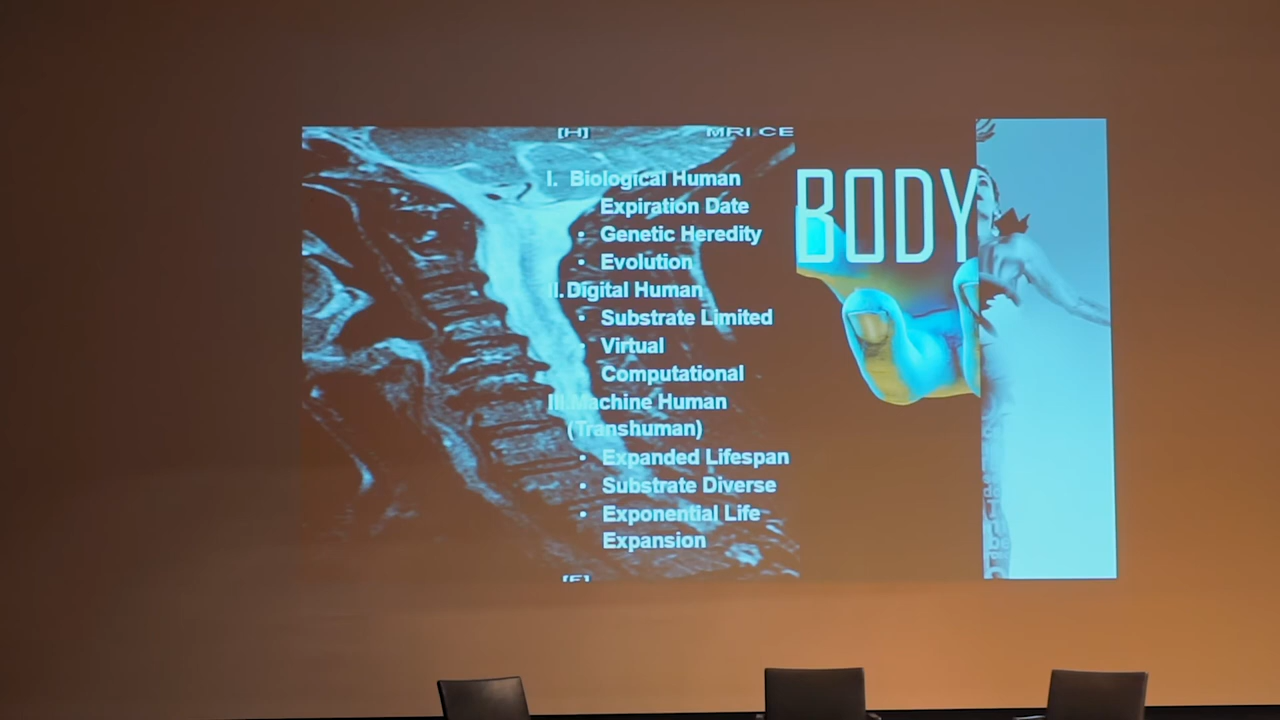 [H] MRI CE
I. Biological Human
Expiration Date
• Genetic Heredity
• Evolution
II. Digital Human
• Substrate Limited
• Virtual
Computational
III. Machine Human
(Transhuman)
• Expanded Lifespan
• Substrate Diverse
• Exponential Life
Expansion
[F]
BODY